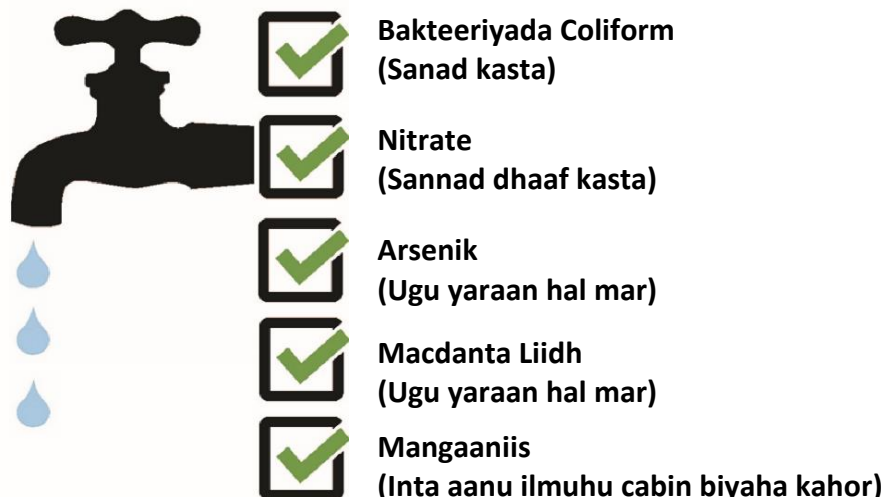 Bakteeriyada Coliform
(Sanad kasta)
Nitrate
(Sannad dhaaf kasta)
Arsenik
(Ugu yaraan hal mar)
Macdanta Liidh
(Ugu yaraan hal mar)
Mangaaniis
(Inta aanu ilmuhu cabin biyaha kahor)